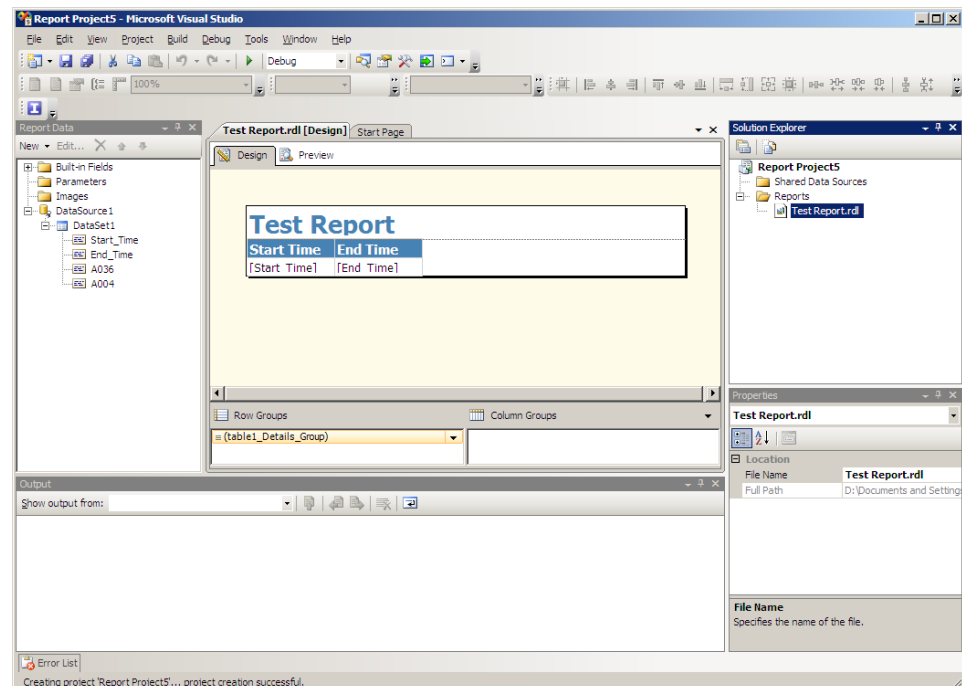 Report Project5 - Microsoft Visual Studio
File Edit View Project Build Debug Tools Window Help
Debug
100%
Report Data
New Edit...
Built-in Fields
Parameters
Images
DataSource1
DataSet1
Start_Time
End_Time
A036
A004
Test Report.rdl [Design] Start Page
Design Preview
Test Report
Start Time End Time
[Start Time] [End Time]
Row Groups Column Groups
(table1_Details_Group)
Solution Explorer
Report Project5
Shared Data Sources
Reports
Test Report.rdl
Properties
Test Report.rdl
Location
File Name Test Report.rdl
Full Path D:\Documents and Setting
File Name
Specifies the name of the file.
Output
Show output from:
Error List
Creating project 'Report Project5'... project creation successful.